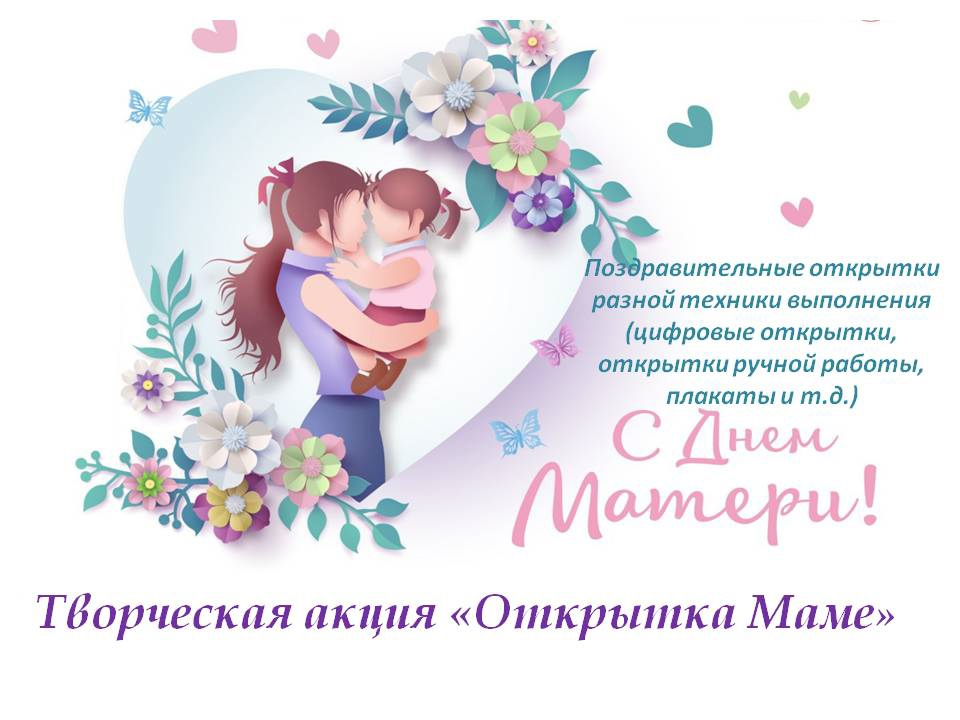 Поздравительные открытки
разной техники выполнения
(цифровые открытки,
открытки ручной работы,
плакаты и т.д.)
С Днем
Матери!
Творческая акция «Открытка Маме»